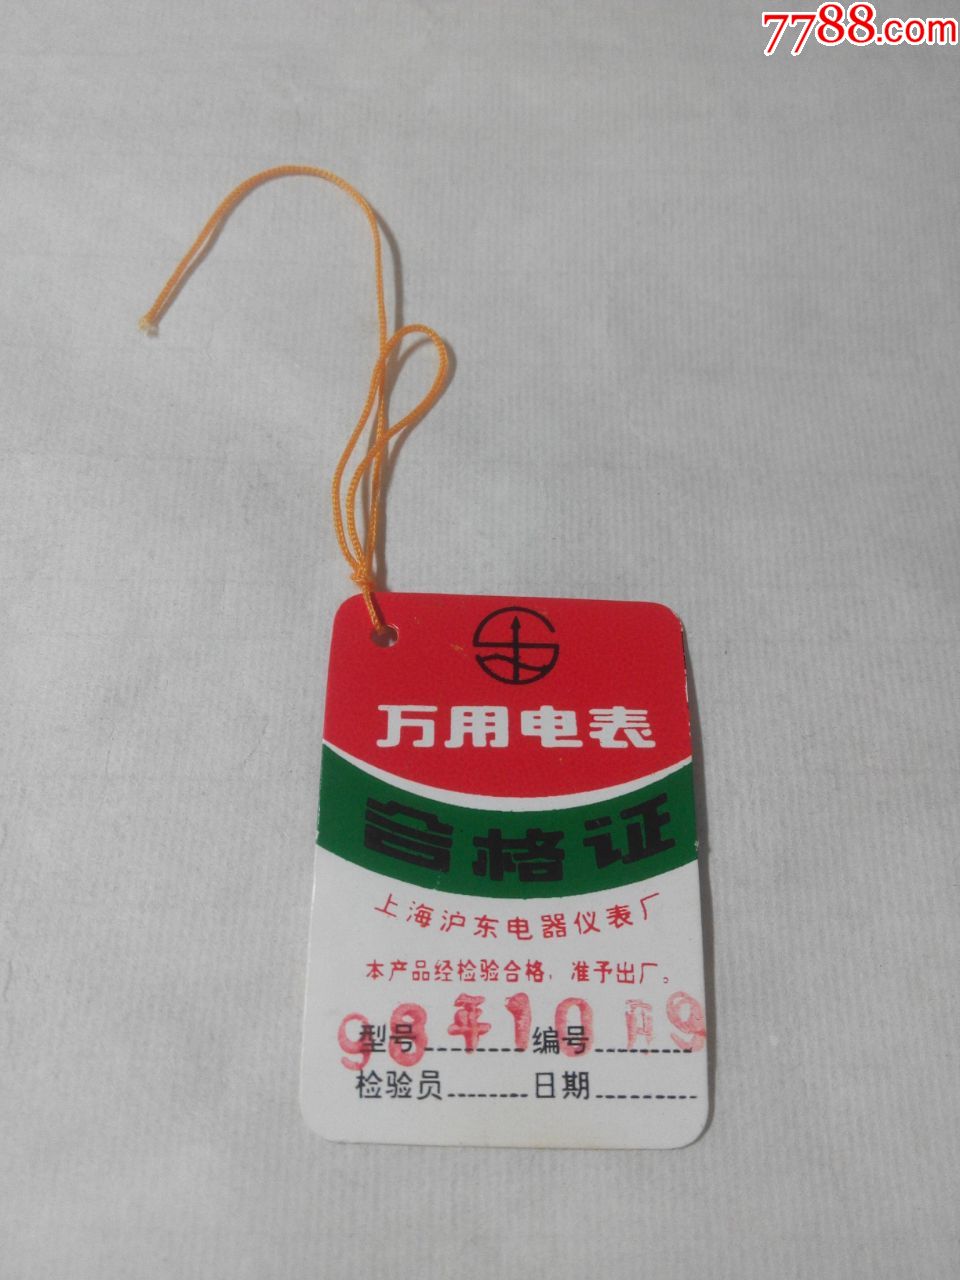 7788.com
万用电表
合格证
上海沪东电器仪表厂
本产品经检验合格，准予出厂。
98年10月9
型号 编号
检验员 日期